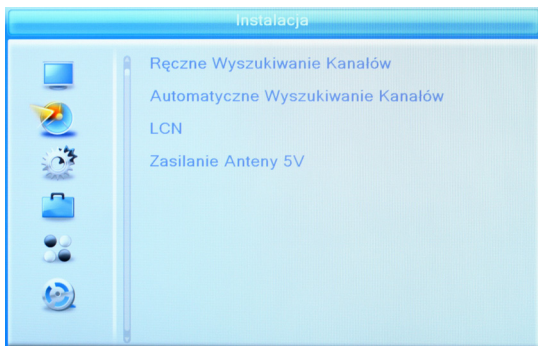 Instalacja
Ręczne Wyszukiwanie Kanałów
Automatyczne Wyszukiwanie Kanałów
LCN
Zasilanie Anteny 5V